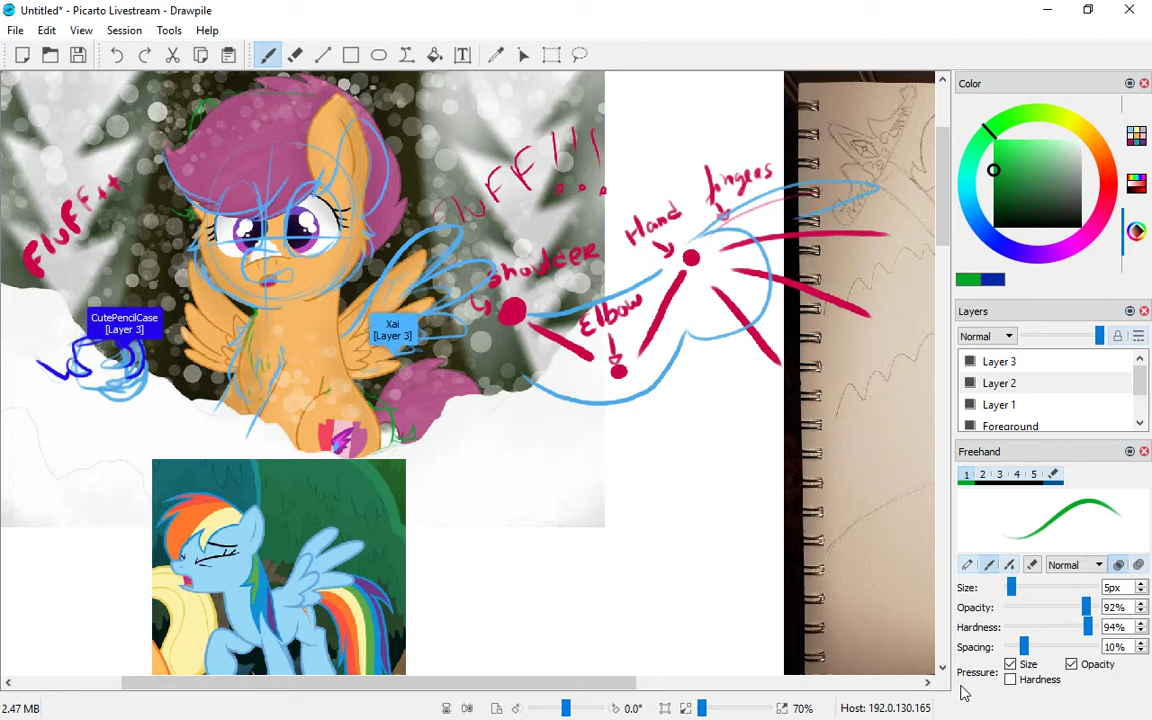 Untitled* - Picarto Livestream - Drawpile
File Edit View Session Tools Help
Color
FLUFF++
FLUFF!!!
...
fingers
Hand
Shoulder
Elbow
CutePencilCase
[Layer 3]
Xai
[Layer 3]
Layers
Normal
Layer 3
Layer 2
Layer 1
Foreground
Freehand
1 2 3 4 5
Normal
Size: 5px
Opacity: 92%
Hardness: 94%
Spacing: 10%
Pressure: Size Opacity
Hardness
2.47 MB 0.0° 70% Host: 192.0.130.165